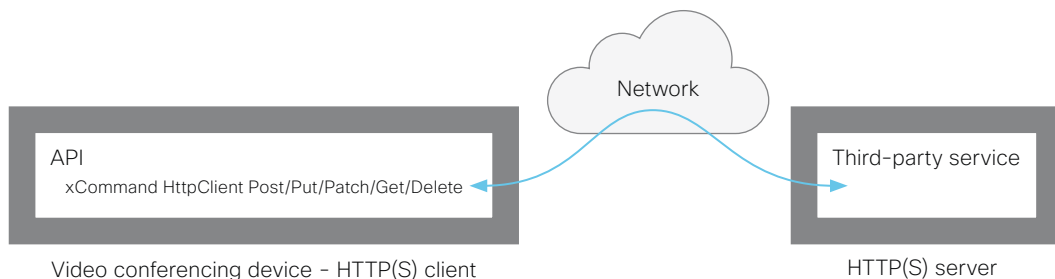 Network
API
xCommand HttpClient Post/Put/Patch/Get/Delete
Third-party service
Video conferencing device - HTTP(S) client
HTTP(S) server